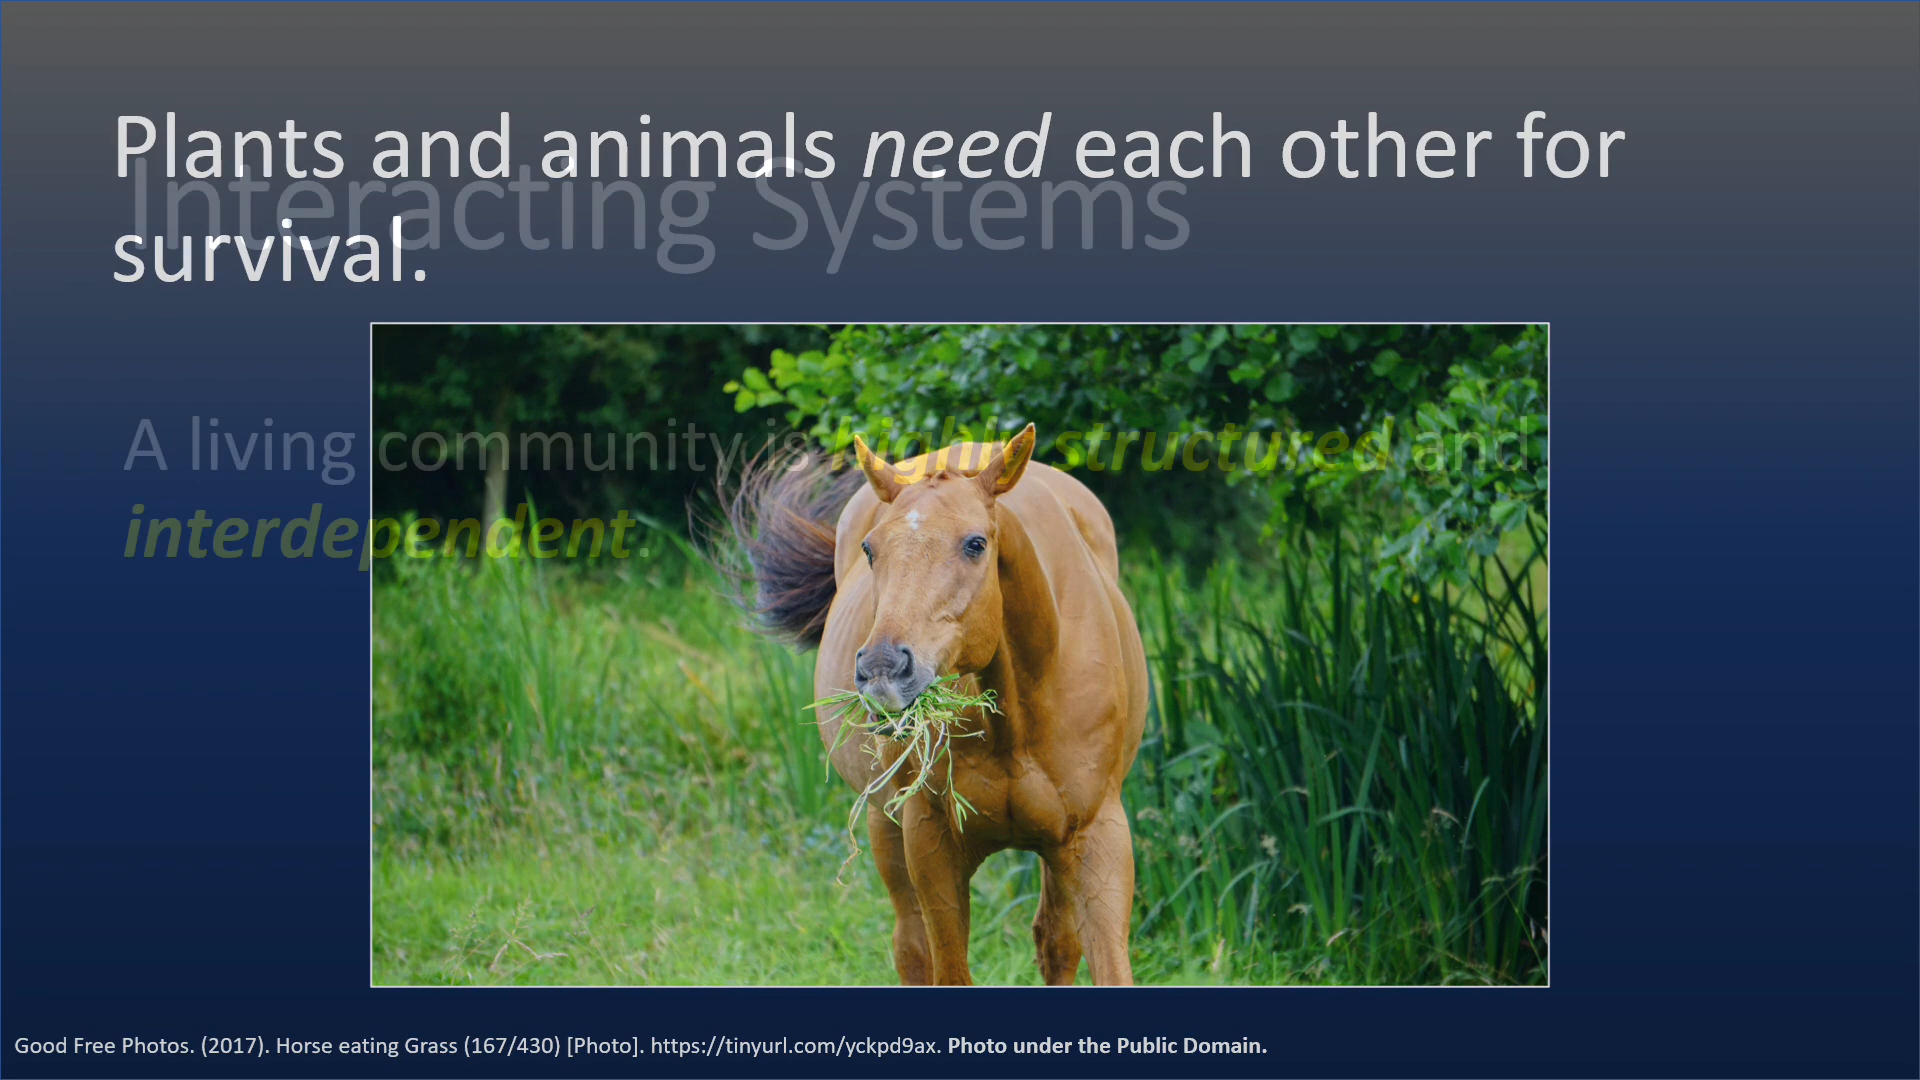 Plants and animals need each other for
survival.
Interacting Systems
A living community is highly structured and
interdependent.
Good Free Photos. (2017). Horse eating Grass (167/430) [Photo]. https://tinyurl.com/yckpd9ax. Photo under the Public Domain.